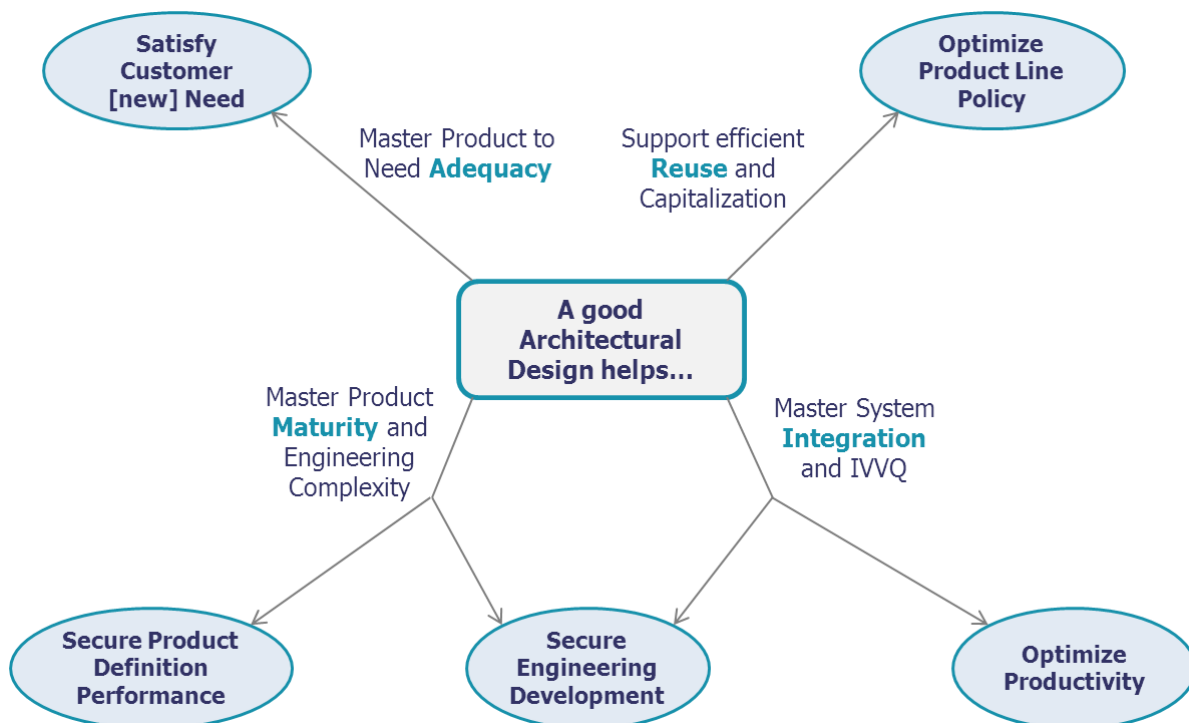 Satisfy
Customer
[new] Need
Optimize
Product Line
Policy
Master Product to
Need Adequacy
Support efficient
Reuse and
Capitalization
A good
Architectural
Design helps...
Master Product
Maturity and
Engineering
Complexity
Master System
Integration
and IVVQ
Secure Product
Definition
Performance
Secure
Engineering
Development
Optimize
Productivity